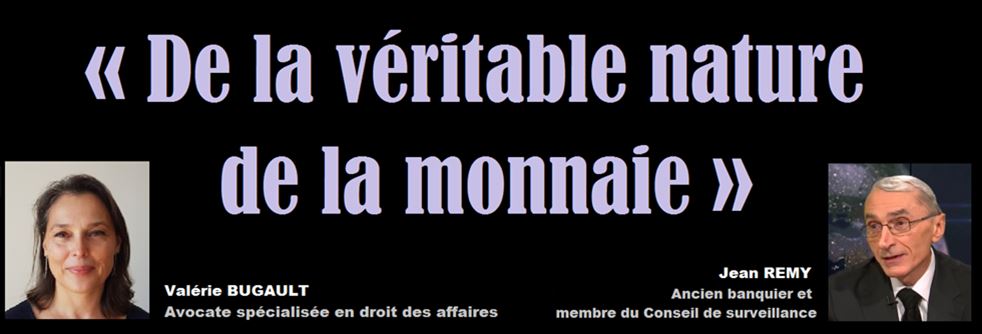 « De la véritable nature
de la monnaie »
Valérie BUGAULT
Avocate spécialisée en droit des affaires
Jean REMY
Ancien banquier et
membre du Conseil de surveillance